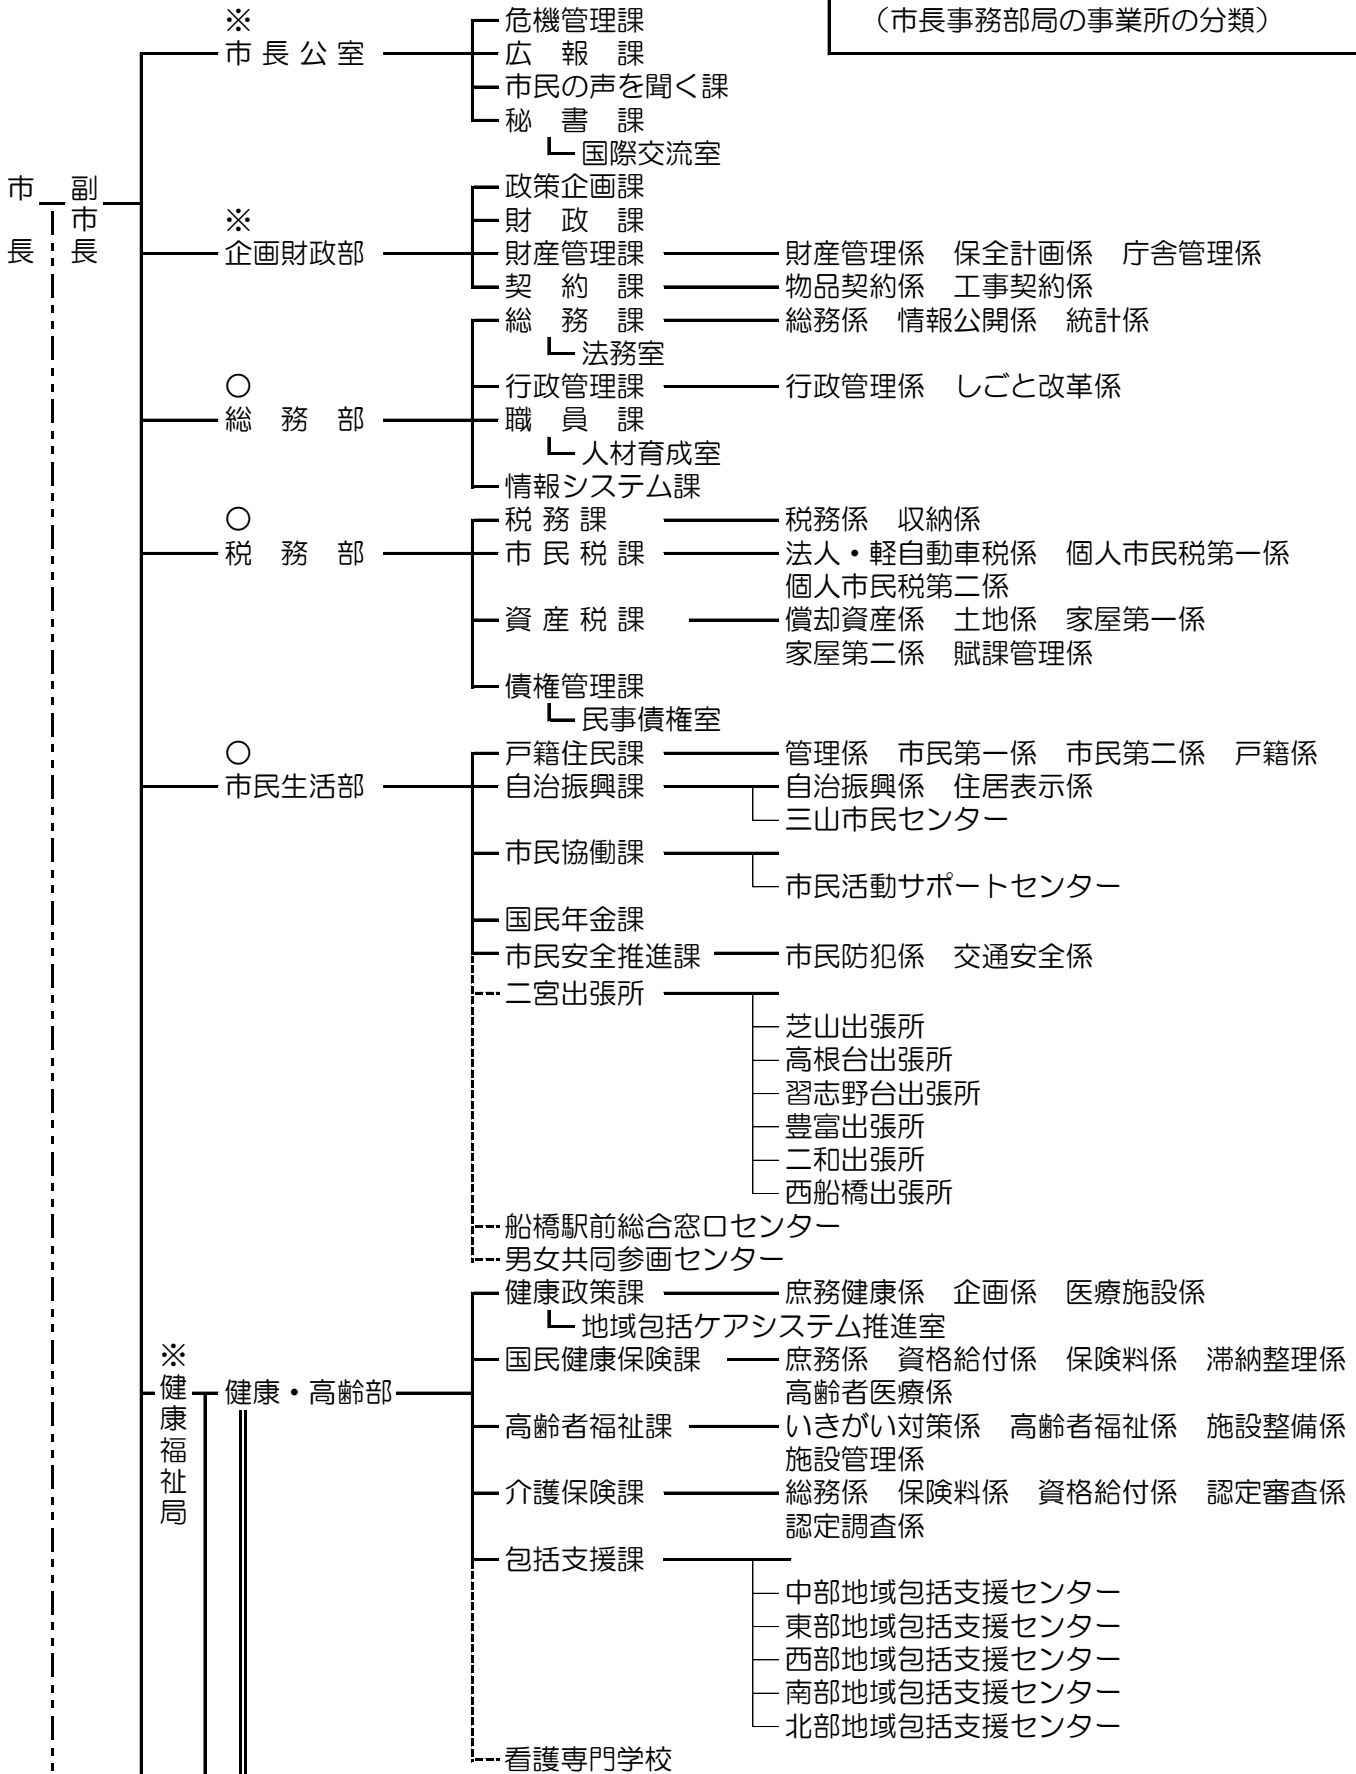 （市長事務部局の事業所の分類）
市長
副市長
※
市長公室
危機管理課
広報課
市民の声を聞く課
秘書課
国際交流室
※
企画財政部
政策企画課
財政課
財産管理課 財産管理係 保全計画係 庁舎管理係
契約課 物品契約係 工事契約係
〇
総務部
総務課 総務係 情報公開係 統計係
法務室
行政管理課 行政管理係 しごと改革係
職員課
人材育成室
情報システム課
〇
税務部
税務課 税務係 収納係
市民税課 法人・軽自動車税係 個人市民税第一係
個人市民税第二係
資産税課 償却資産係 土地係 家屋第一係
家屋第二係 賦課管理係
債権管理課
民事債権室
〇
市民生活部
戸籍住民課 管理係 市民第一係 市民第二係 戸籍係
自治振興課 自治振興係 住居表示係
三山市民センター
市民協働課
市民活動サポートセンター
国民年金課
市民安全推進課 市民防犯係 交通安全係
二宮出張所
芝山出張所
高根台出張所
習志野台出張所
豊富出張所
二和出張所
西船橋出張所
船橋駅前総合窓口センター
男女共同参画センター
※
健康福祉局
健康・高齢部
健康政策課 庶務健康係 企画係 医療施設係
地域包括ケアシステム推進室
国民健康保険課 庶務係 資格給付係 保険料係 滞納整理係
高齢者医療係
高齢者福祉課 いきがい対策係 高齢者福祉係 施設整備係
施設管理係
介護保険課 総務係 保険料係 資格給付係 認定審査係
認定調査係
包括支援課
中部地域包括支援センター
東部地域包括支援センター
西部地域包括支援センター
南部地域包括支援センター
北部地域包括支援センター
看護専門学校